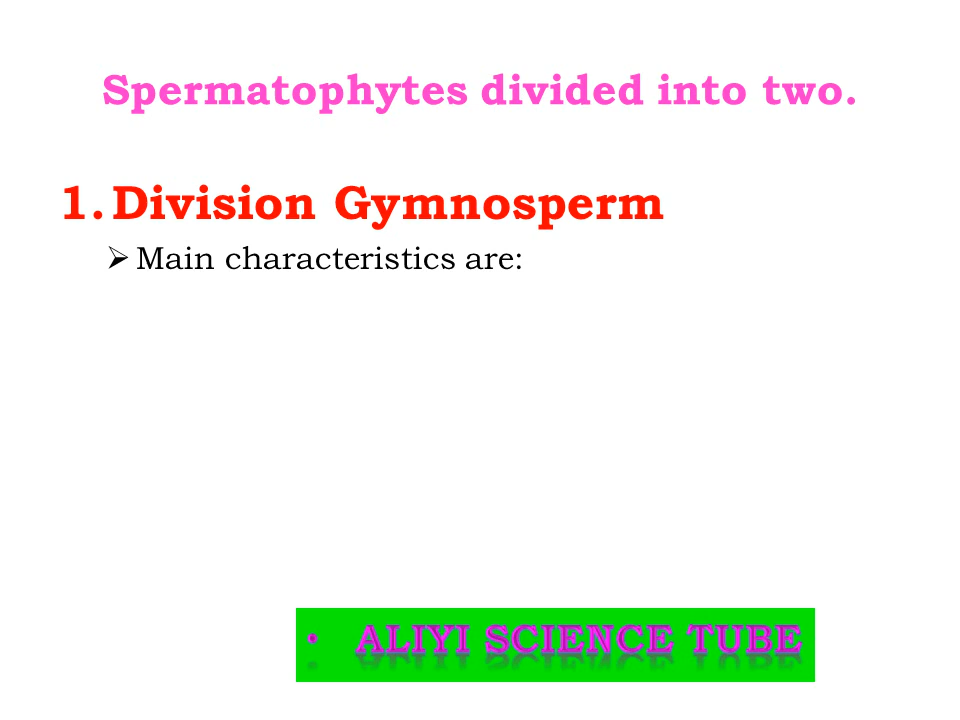 Spermatophytes divided into two.
1. Division Gymnosperm
➢ Main characteristics are:
• ALIYI SCIENCE TUBE